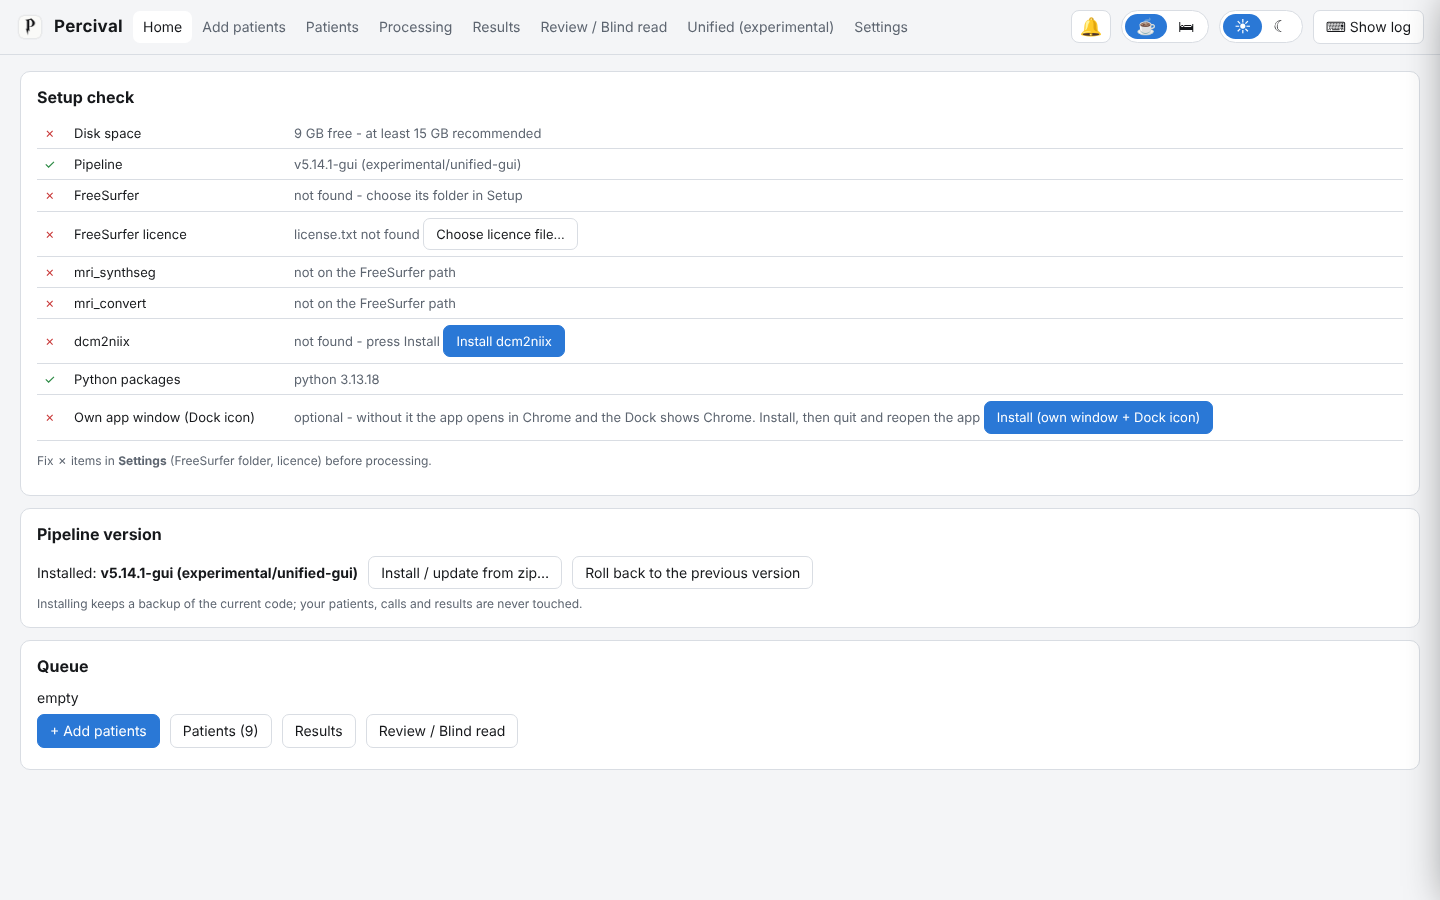 Percival Home Add patients Patients Processing Results Review / Blind read Unified (experimental) Settings Show log
Setup check
× Disk space 9 GB free - at least 15 GB recommended
✓ Pipeline v5.14.1-gui (experimental/unified-gui)
× FreeSurfer not found - choose its folder in Setup
× FreeSurfer licence license.txt not found Choose licence file...
× mri_synthseg not on the FreeSurfer path
× mri_convert not on the FreeSurfer path
× dcm2niix not found - press Install Install dcm2niix
✓ Python packages python 3.13.18
× Own app window (Dock icon) optional - without it the app opens in Chrome and the Dock shows Chrome. Install, then quit and reopen the app Install (own window + Dock icon)
Fix × items in Settings (FreeSurfer folder, licence) before processing.
Pipeline version
Installed: v5.14.1-gui (experimental/unified-gui) Install / update from zip... Roll back to the previous version
Installing keeps a backup of the current code; your patients, calls and results are never touched.
Queue
empty
+ Add patients Patients (9) Results Review / Blind read